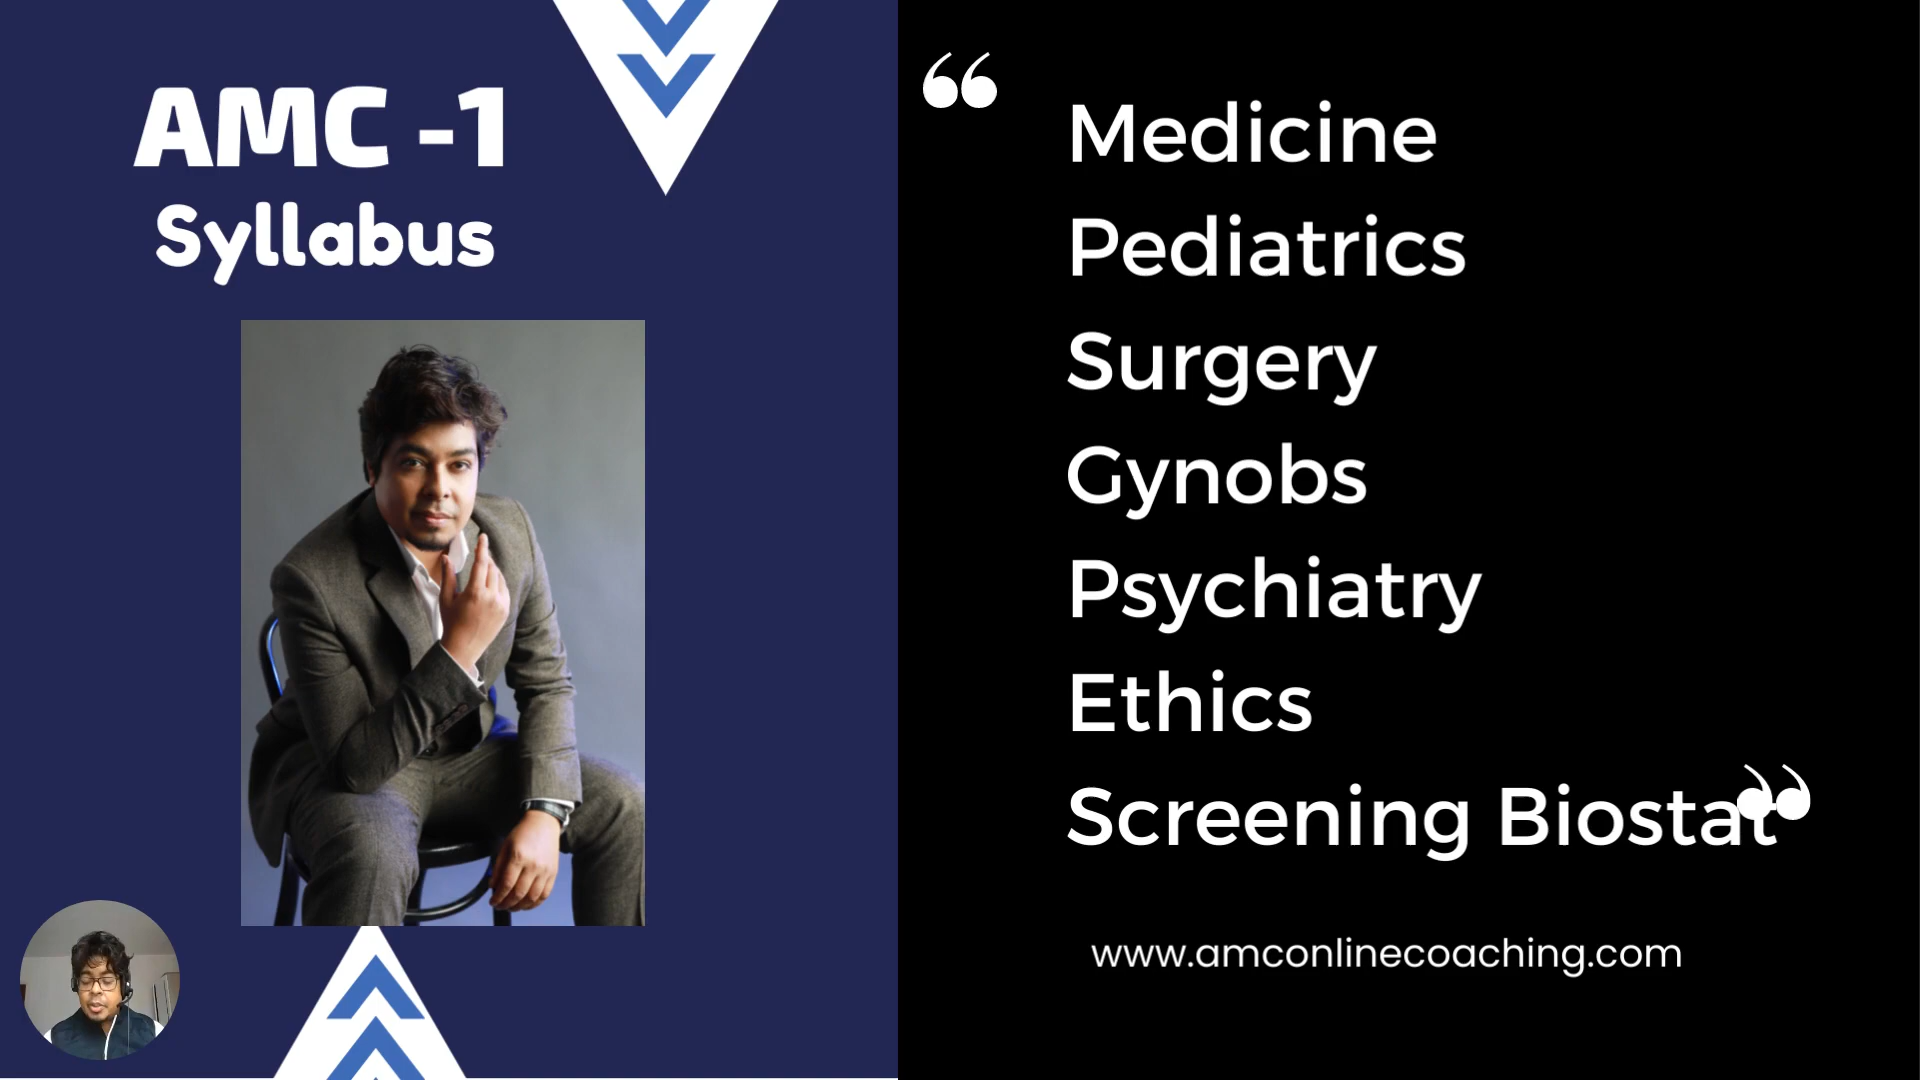 AMC -1
Syllabus
“
Medicine
Pediatrics
Surgery
Gynobs
Psychiatry
Ethics
Screening Biostat
”
www.amconlinecoaching.com